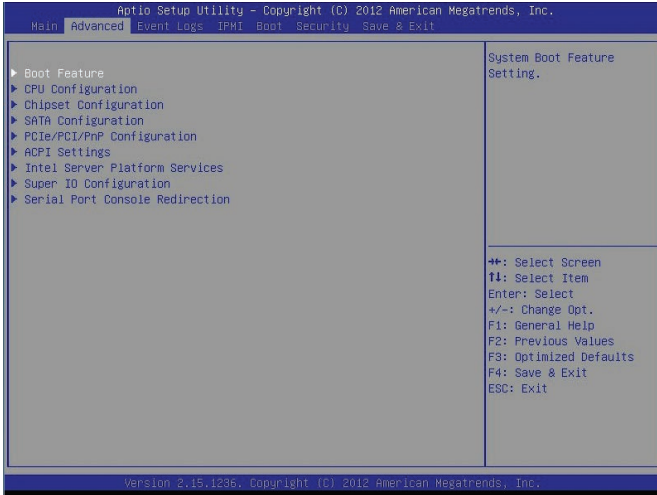 Aptio Setup Utility – Copyright (C) 2012 American Megatrends, Inc.
Main Advanced Event Logs IPMI Boot Security Save & Exit
Boot Feature
CPU Configuration
Chipset Configuration
SATA Configuration
PCIe/PCI/PnP Configuration
ACPI Settings
Intel Server Platform Services
Super IO Configuration
Serial Port Console Redirection
System Boot Feature
Setting.
→←: Select Screen
↑↓: Select Item
Enter: Select
+/-: Change Opt.
F1: General Help
F2: Previous Values
F3: Optimized Defaults
F4: Save & Exit
ESC: Exit
Version 2.15.1236. Copyright (C) 2012 American Megatrends, Inc.